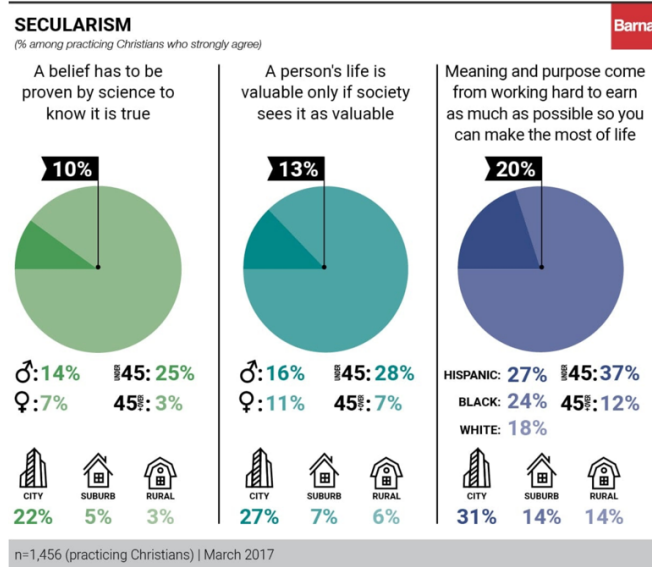 SECULARISM
(% among practicing Christians who strongly agree)
Barna
A belief has to be
proven by science to
know it is true
10%
♂:14%
UNDER 45: 25%
♀:7%
45 & OVER: 3%
CITY
SUBURB
RURAL
22%
5%
3%
A person's life is
valuable only if society
sees it as valuable
13%
♂:16%
UNDER 45: 28%
♀:11%
45 & OVER: 7%
CITY
SUBURB
RURAL
27%
7%
6%
Meaning and purpose come
from working hard to earn
as much as possible so you
can make the most of life
20%
HISPANIC: 27%
UNDER 45: 37%
BLACK: 24%
45 & OVER: 12%
WHITE: 18%
CITY
SUBURB
RURAL
31%
14%
14%
n=1,456 (practicing Christians) | March 2017